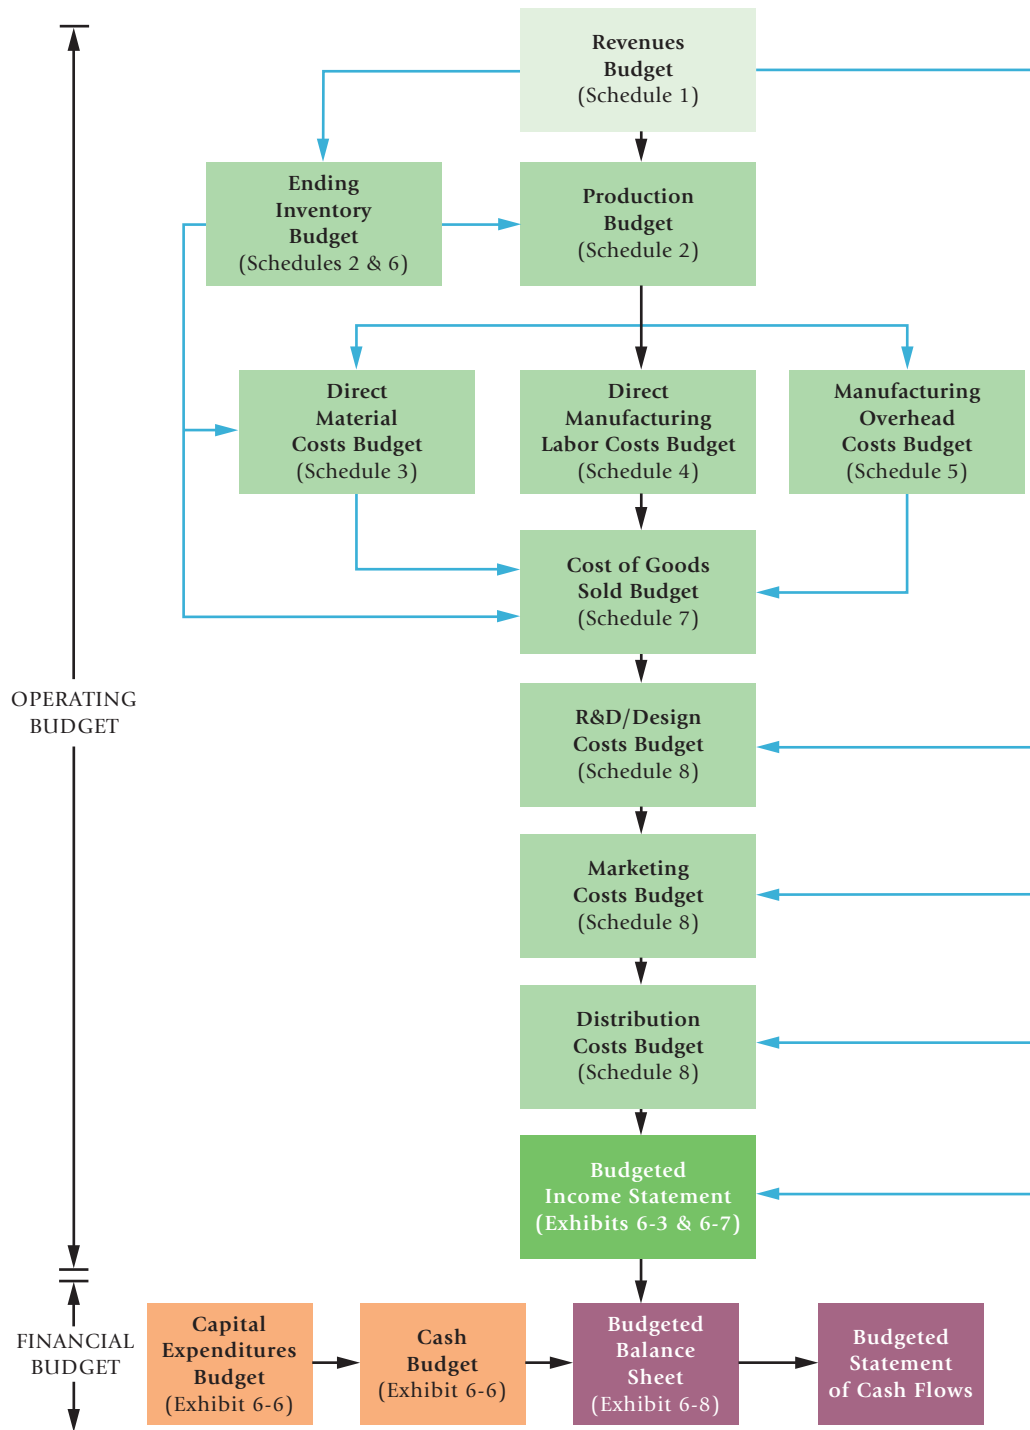 Revenues
Budget
(Schedule 1)
Ending
Inventory
Budget
(Schedules 2 & 6)
Production
Budget
(Schedule 2)
Direct
Material
Costs Budget
(Schedule 3)
Direct
Manufacturing
Labor Costs Budget
(Schedule 4)
Manufacturing
Overhead
Costs Budget
(Schedule 5)
Cost of Goods
Sold Budget
(Schedule 7)
OPERATING
BUDGET
R&D/Design
Costs Budget
(Schedule 8)
Marketing
Costs Budget
(Schedule 8)
Distribution
Costs Budget
(Schedule 8)
Budgeted
Income Statement
(Exhibits 6-3 & 6-7)
FINANCIAL
BUDGET
Capital
Expenditures
Budget
(Exhibit 6-6)
Cash
Budget
(Exhibit 6-6)
Budgeted
Balance
Sheet
(Exhibit 6-8)
Budgeted
Statement
of Cash Flows